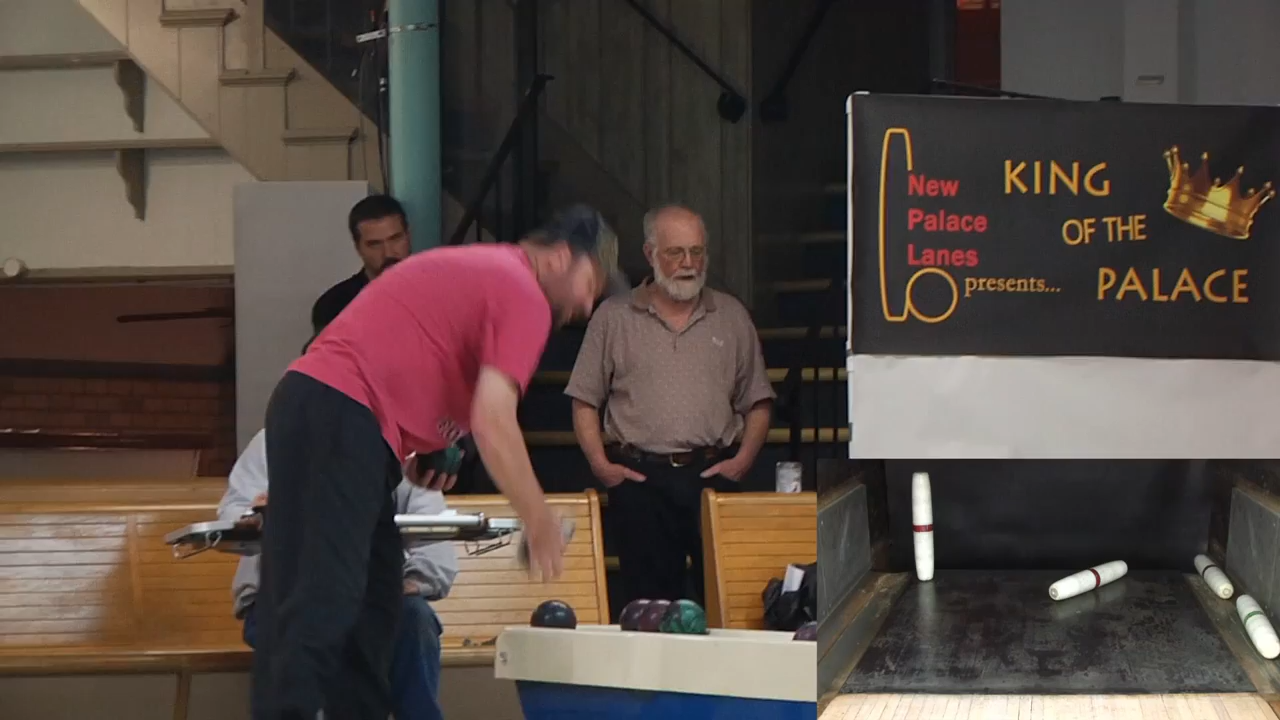 New
Palace
Lanes
presents...
KING
OF THE
PALACE